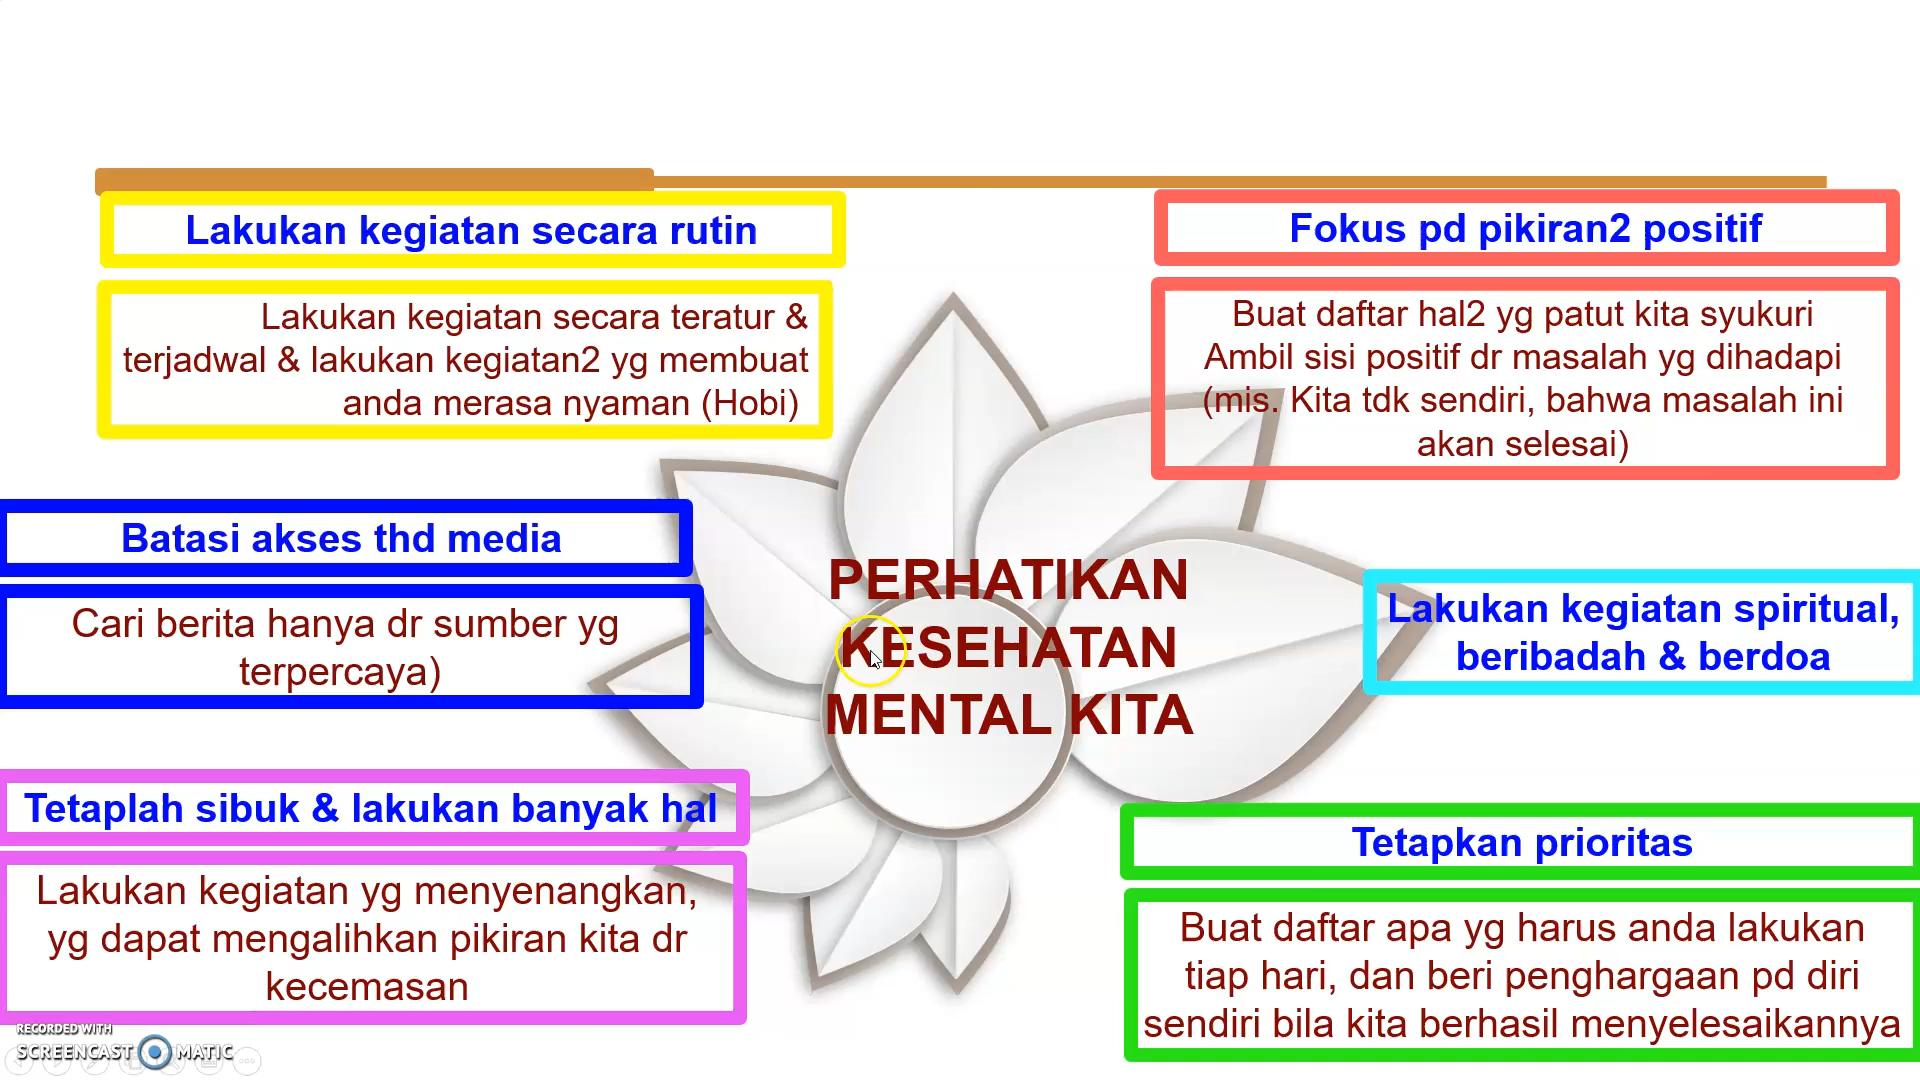 Lakukan kegiatan secara rutin
Lakukan kegiatan secara teratur &
terjadwal & lakukan kegiatan2 yg membuat
anda merasa nyaman (Hobi)
Fokus pd pikiran2 positif
Buat daftar hal2 yg patut kita syukuri
Ambil sisi positif dr masalah yg dihadapi
(mis. Kita tdk sendiri, bahwa masalah ini
akan selesai)
Batasi akses thd media
Cari berita hanya dr sumber yg
terpercaya)
PERHATIKAN
KESEHATAN
MENTAL KITA
Lakukan kegiatan spiritual,
beribadah & berdoa
Tetaplah sibuk & lakukan banyak hal
Lakukan kegiatan yg menyenangkan,
yg dapat mengalihkan pikiran kita dr
kecemasan
Tetapkan prioritas
Buat daftar apa yg harus anda lakukan
tiap hari, dan beri penghargaan pd diri
sendiri bila kita berhasil menyelesaikannya
RECORDED WITH
SCREENCAST MATIC